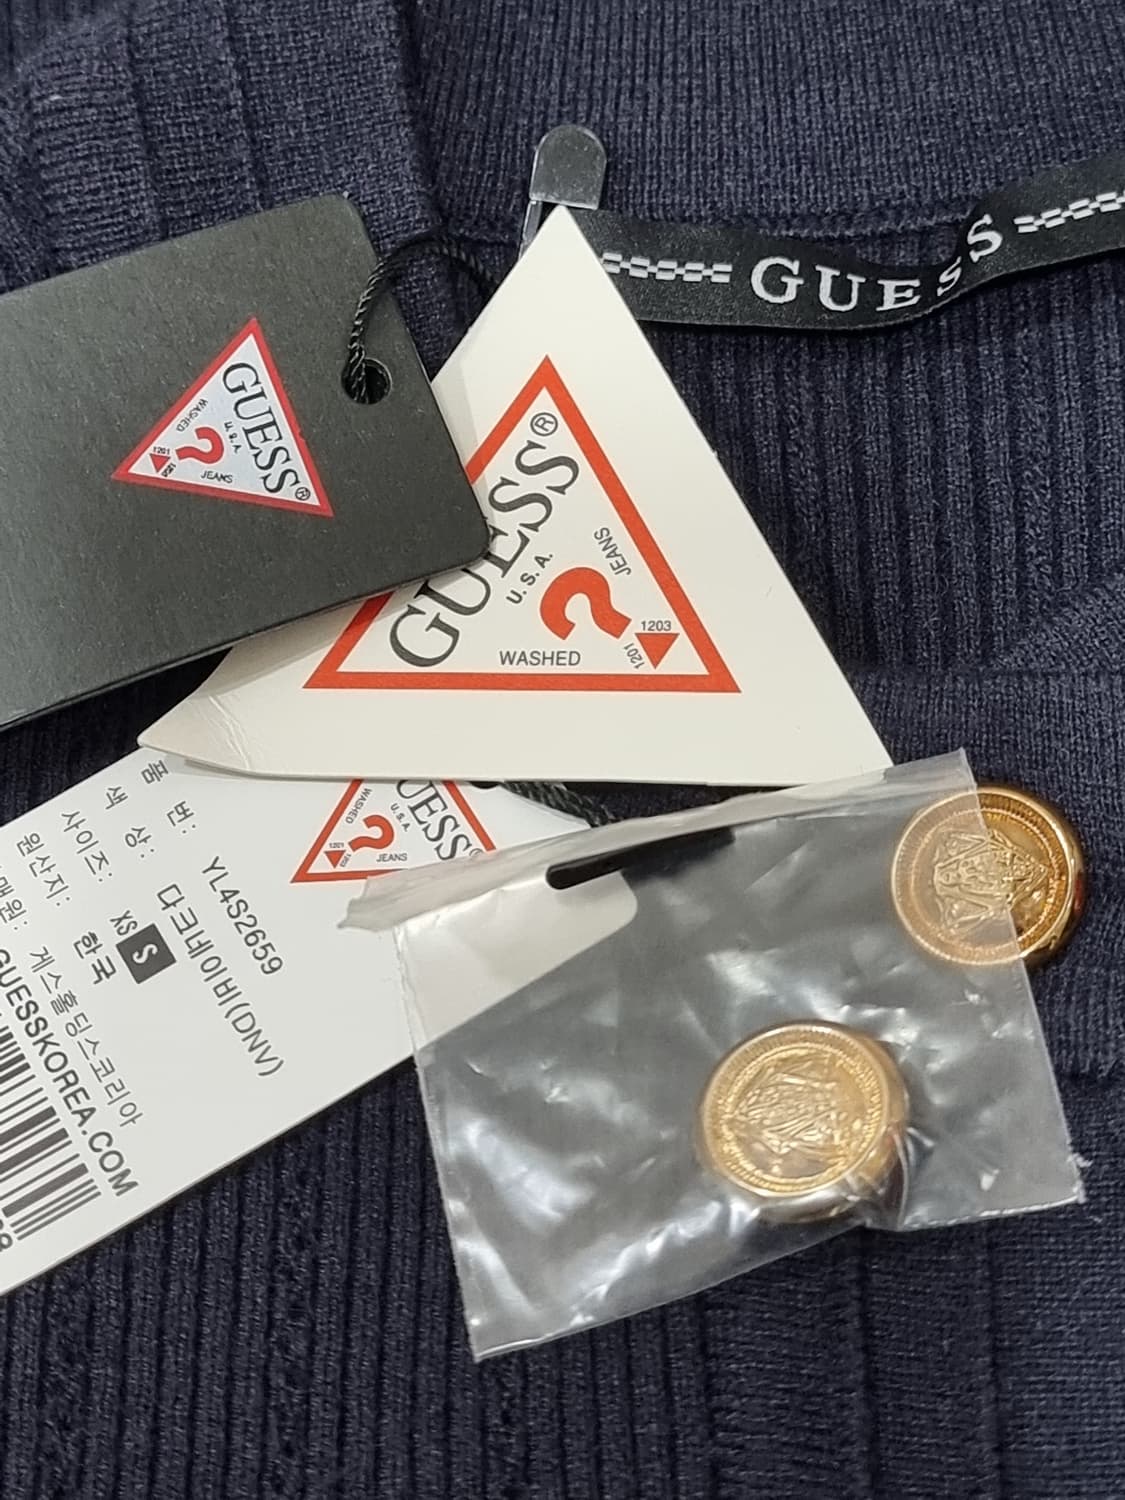 GUESS
GUESS®
U.S.A.
WASHED
JEANS
1201
GUESS®
U.S.A.
JEANS
WASHED
1203
1201
UESS
U.S.A.
WASHED
JEANS
1201
1203
품 번: YL4S2659
색 상: 다크네이비(DNV)
사이즈: XS S
원산지: 한국
매원: 게스홀딩스코리아
GUESSKOREA.COM